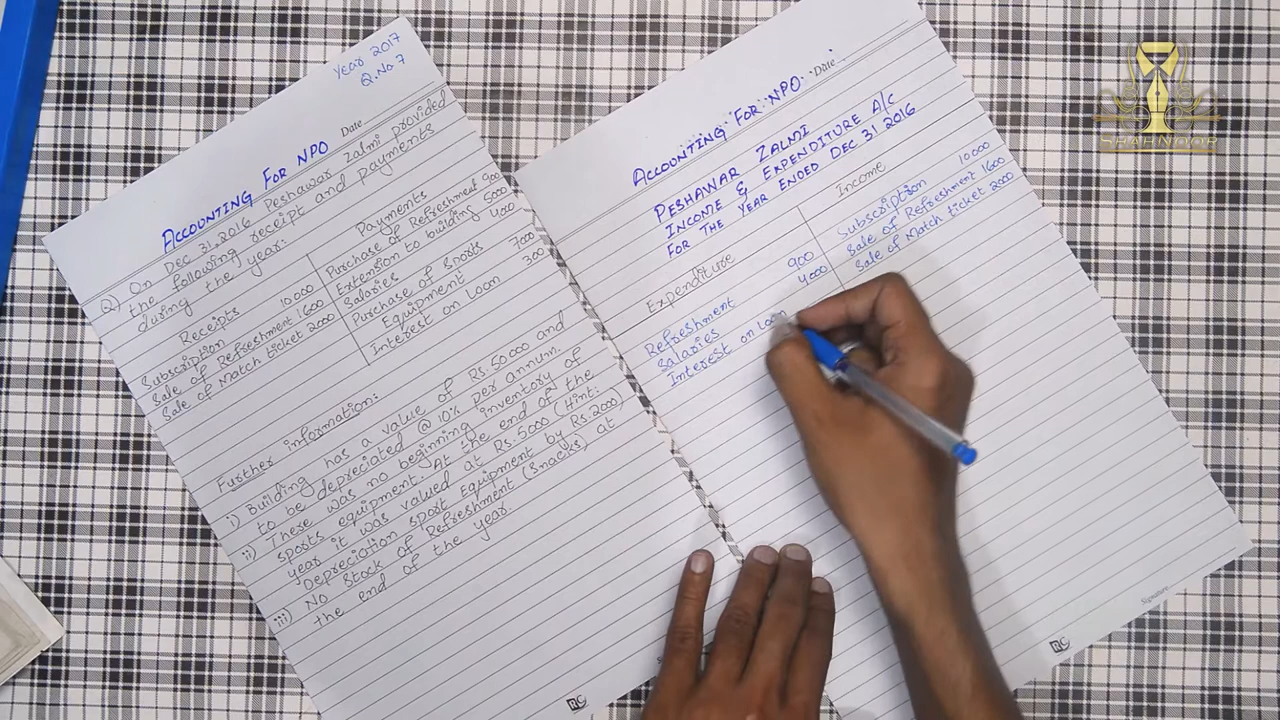 Year 2017
Q.No 7
Date
ACCOUNTING FOR NPO
Q) On Dec 31, 2016 Peshawar Zalmi provided
the following receipt and payments
during the year:
Receipts
Subscription 10000
Sale of Refreshment 1600
Sale of Match ticket 2000
Payments
Purchase of Refreshment 900
Extension to building 5000
Salaries 4000
Purchase of Sports
Equipment 7000
Interest on Loan 300
Further information:
i) Building has a value of Rs.50000 and
to be depreciated @ 10% per annum.
ii) There was no beginning inventory of
sports equipment. At the end of the
year it was valued at Rs.5000 (Hint:
Depreciation sport Equipment by Rs.2000)
iii) No Stock of Refreshment (Snacks) at
the end of the year.
RC
Date
ACCOUNTING FOR NPO
PESHAWAR ZALMI
INCOME & EXPENDITURE A/C
FOR THE YEAR ENDED DEC 31 2016
Expenditure
Refreshment 900
Salaries 4000
Interest on Loan
Income
Subscription 10000
Sale of Refreshment 1600
Sale of Match ticket 2000
Signature
RC
SHAHNOOR